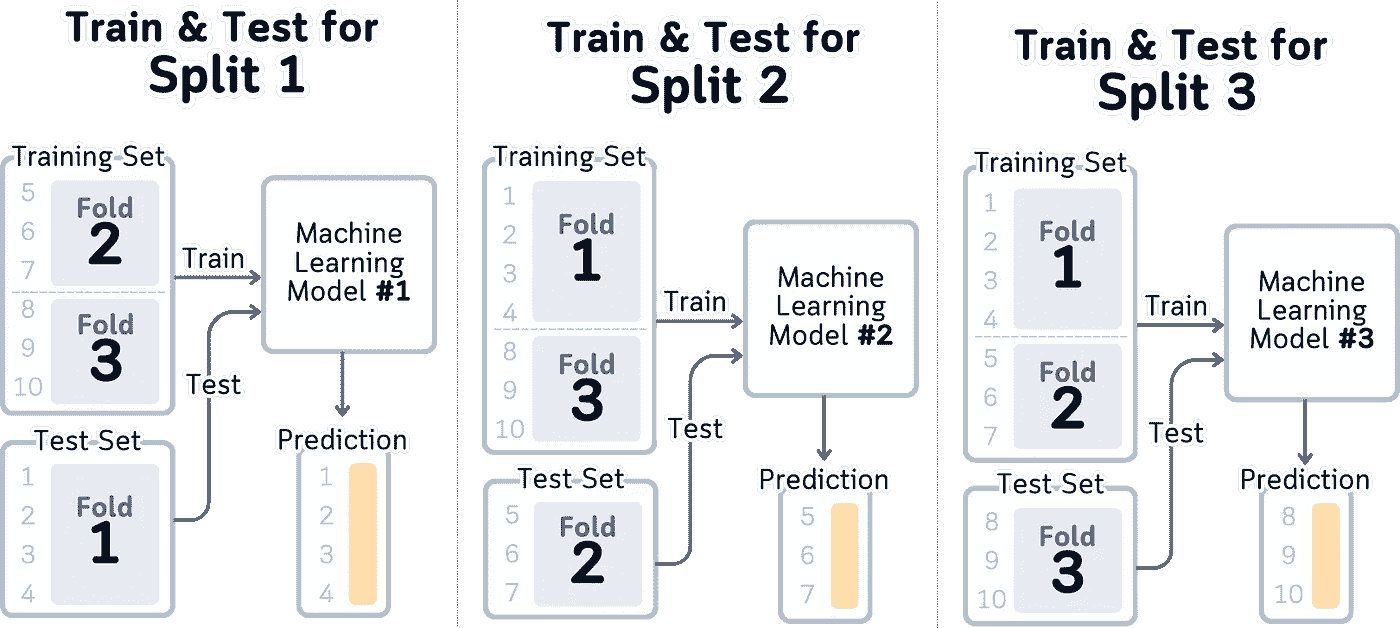 Train & Test for
Split 1
Training Set
5
6
7
Fold
2
8
9
10
Fold
3
Train
Test
Machine
Learning
Model #1
Test Set
1
2
3
4
Fold
1
Prediction
1
2
3
4
Train & Test for
Split 2
Training Set
1
2
3
4
Fold
1
8
9
10
Fold
3
Train
Test
Machine
Learning
Model #2
Test Set
5
6
7
Fold
2
Prediction
5
6
7
Train & Test for
Split 3
Training Set
1
2
3
4
Fold
1
5
6
7
Fold
2
Train
Test
Machine
Learning
Model #3
Test Set
8
9
10
Fold
3
Prediction
8
9
10